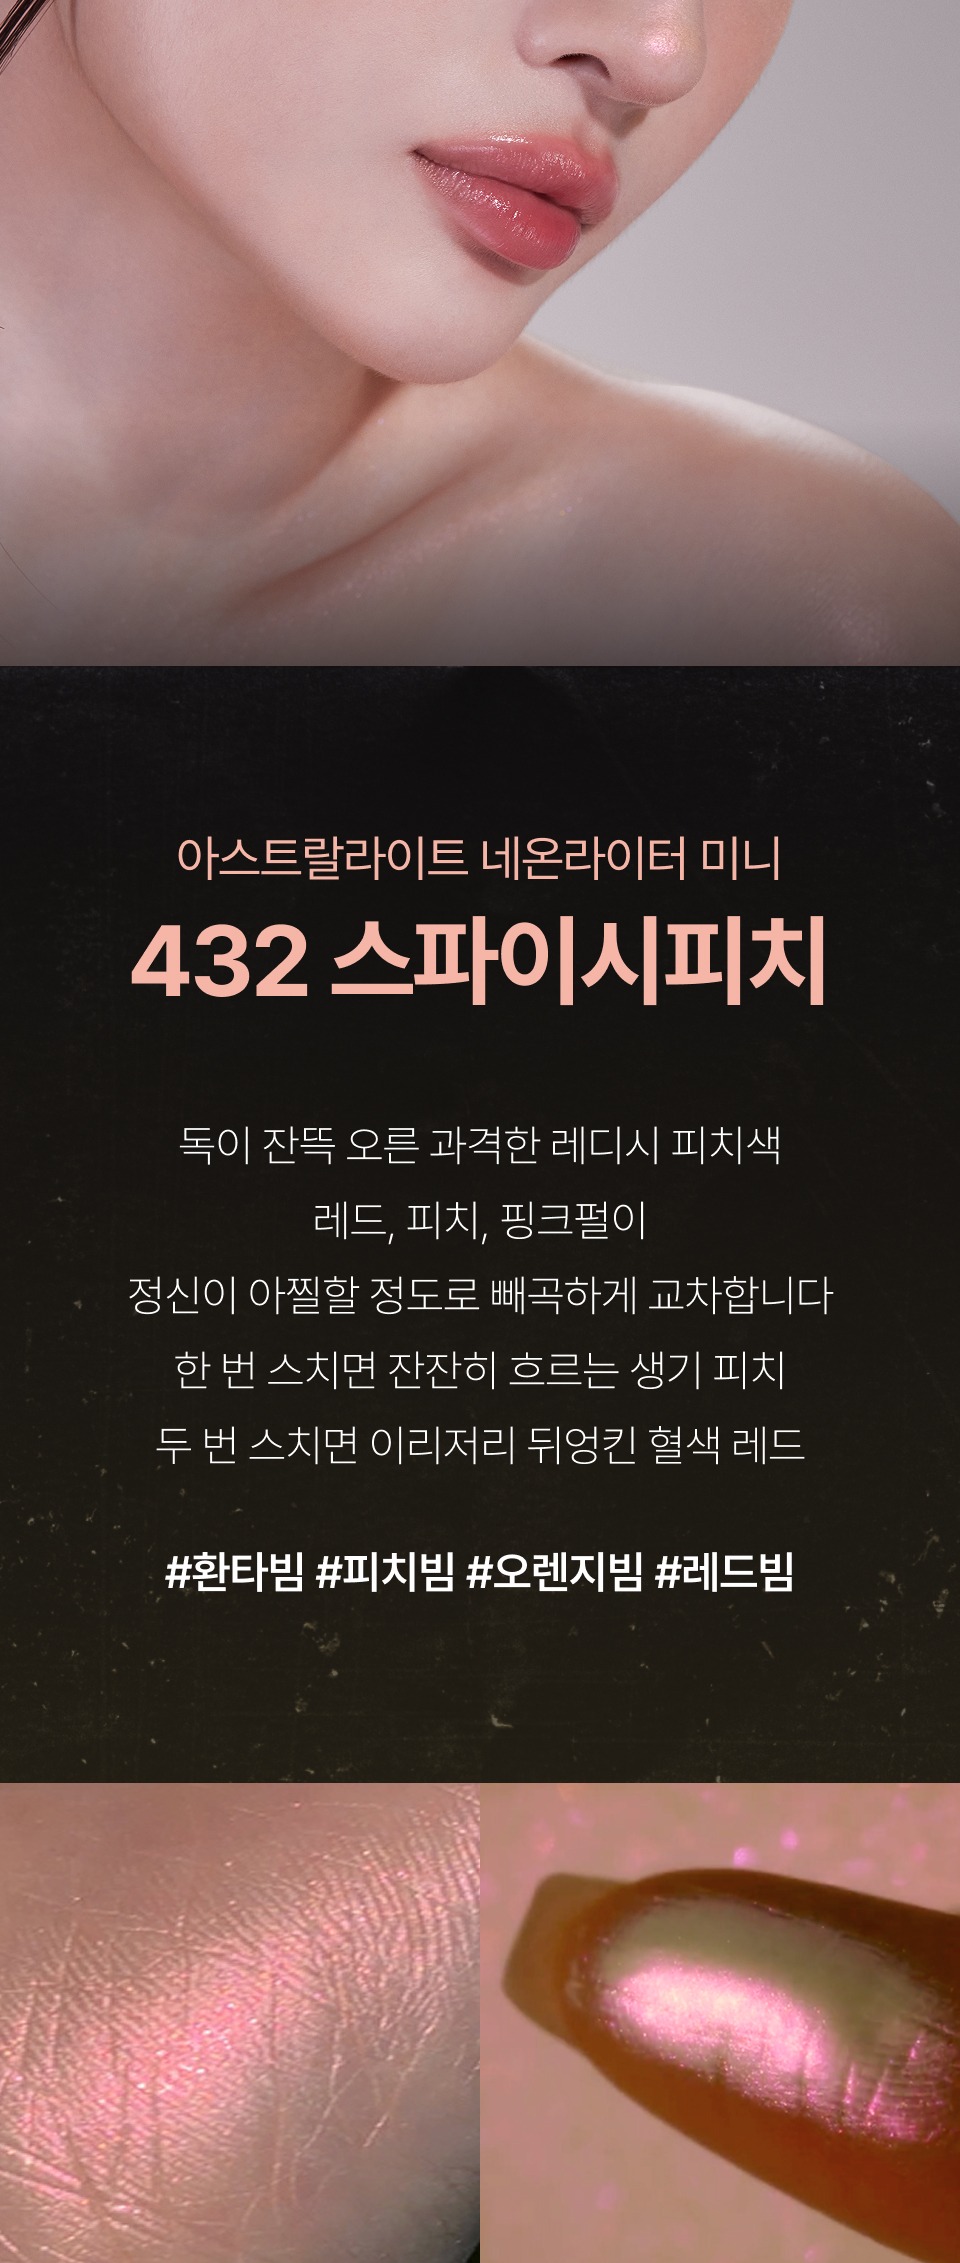 아스트랄라이트 네온라이터 미니
432 스파이시피치
독이 잔뜩 오른 과격한 레디시 피치색
레드, 피치, 핑크펄이
정신이 아찔할 정도로 빼곡하게 교차합니다
한 번 스치면 잔잔히 흐르는 생기 피치
두 번 스치면 이리저리 뒤엉킨 혈색 레드
#환타빔 #피치빔 #오렌지빔 #레드빔